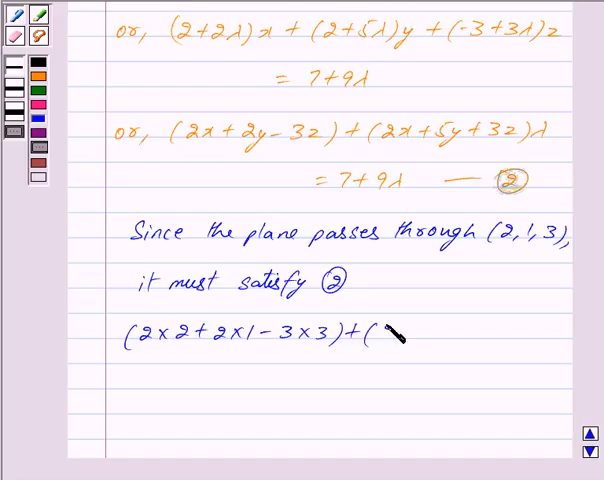 or, (2+2λ)x + (2+5λ)y + (-3+3λ)z
= 7+9λ
or, (2x+2y-3z) + (2x+5y+3z)λ
= 7+9λ — ②
Since the plane passes through (2,1,3),
it must satisfy ②
(2×2+2×1-3×3)+(